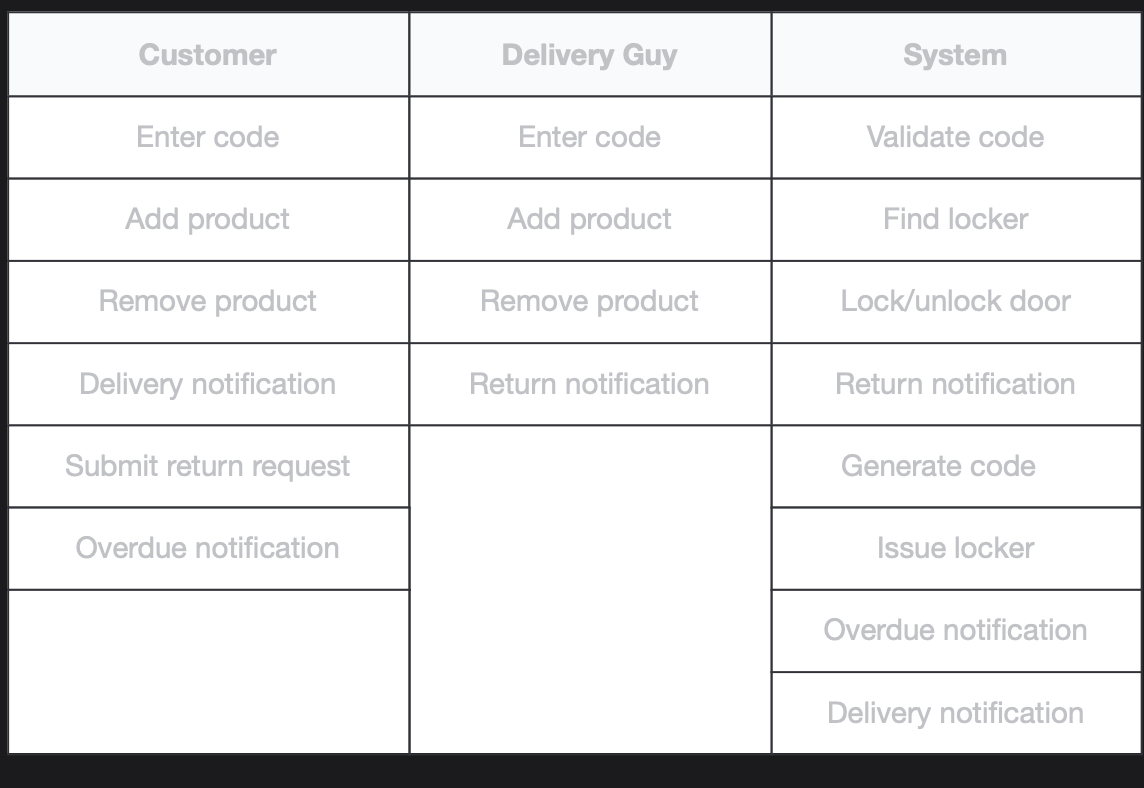 Customer Delivery Guy System
Enter code Enter code Validate code
Add product Add product Find locker
Remove product Remove product Lock/unlock door
Delivery notification Return notification Return notification
Submit return request Generate code
Overdue notification Issue locker
Overdue notification
Delivery notification